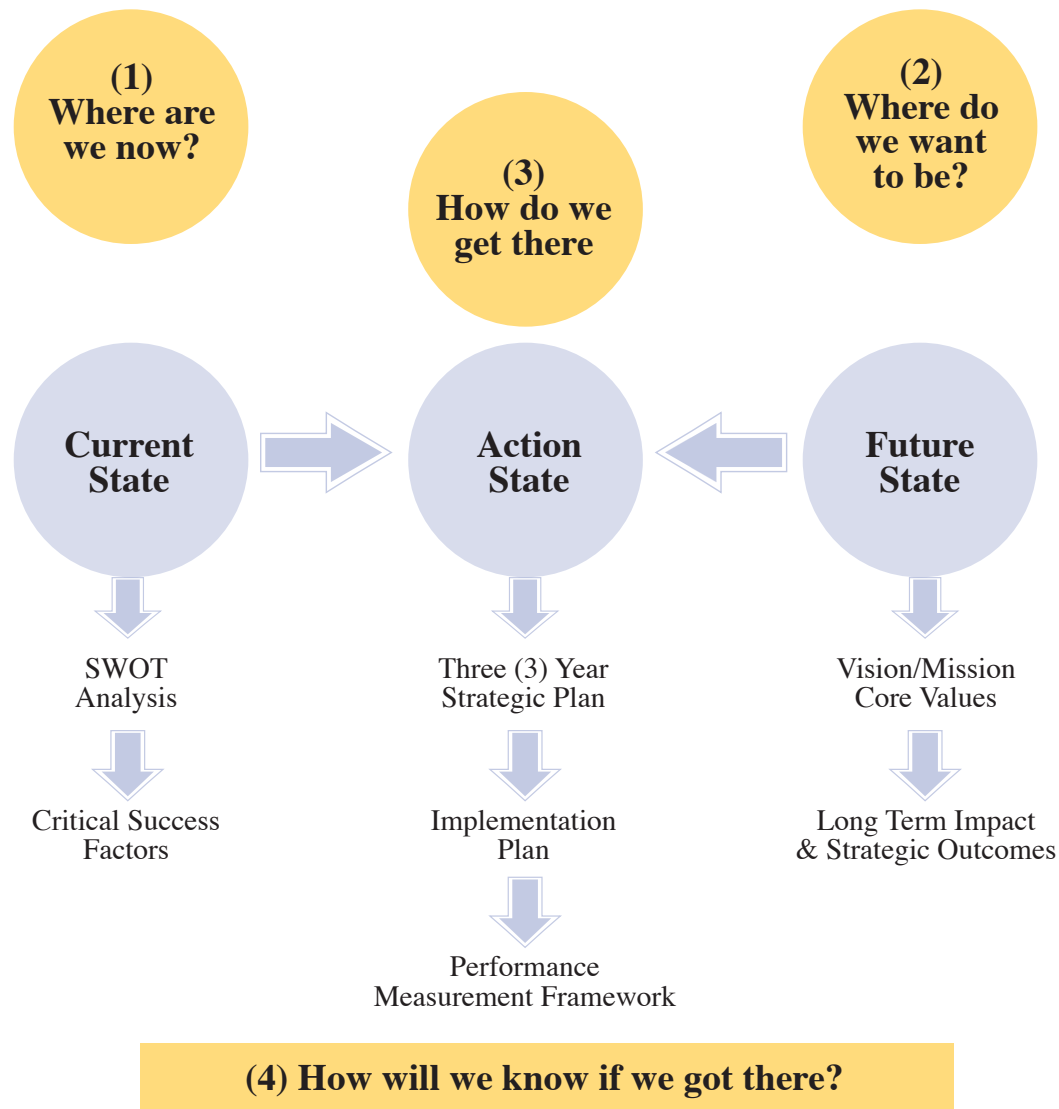 (1)
Where are
we now?
(2)
Where do
we want
to be?
(3)
How do we
get there
Current
State
Action
State
Future
State
SWOT
Analysis
Three (3) Year
Strategic Plan
Vision/Mission
Core Values
Critical Success
Factors
Implementation
Plan
Long Term Impact
& Strategic Outcomes
Performance
Measurement Framework
(4) How will we know if we got there?